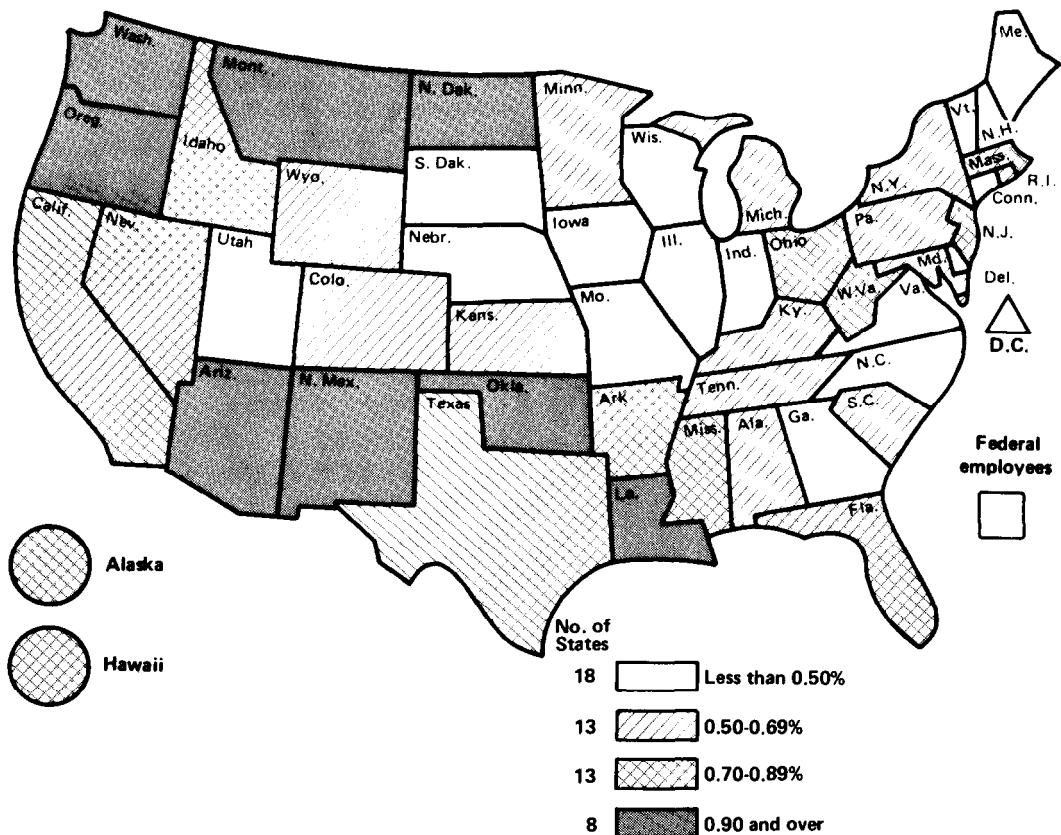 Wash.
Mont.
N. Dak.
Minn.
Me.
Oreg.
Idaho
S. Dak.
Wis.
Vt.
N.H.
Mass.
R.I.
Conn.
Wyo.
N.Y.
Mich.
Calif.
Nev.
Utah
Nebr.
Iowa
Ill.
Ind.
Ohio
Pa.
N.J.
Md.
Del.
W.Va.
Va.
D.C.
Colo.
Kans.
Mo.
Ky.
N.C.
Ariz.
N. Mex.
Okla.
Texas
Ark.
Tenn.
S.C.
Miss.
Ala.
Ga.
La.
Fla.
Federal
employees
Alaska
Hawaii
No. of
States
18 Less than 0.50%
13 0.50-0.69%
13 0.70-0.89%
8 0.90 and over